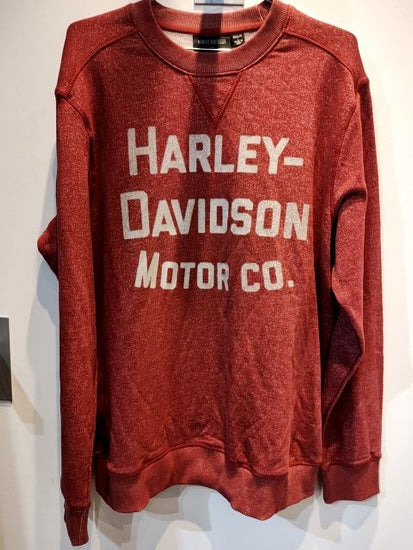 HARLEY-
DAVIDSON
MOTOR CO.